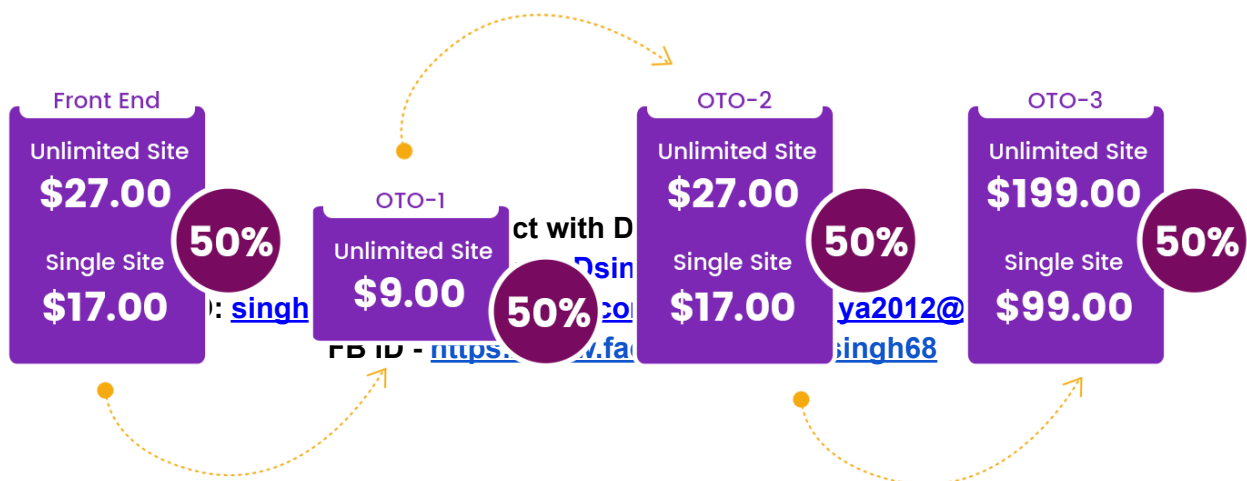 Front End
Unlimited Site
$27.00
Single Site
$17.00
50%
OTO-1
Unlimited Site
$9.00
50%
OTO-2
Unlimited Site
$27.00
Single Site
$17.00
50%
OTO-3
Unlimited Site
$199.00
Single Site
$99.00
50%
ct with D
Dsin
: singh ya2012@
FB ID - singh68